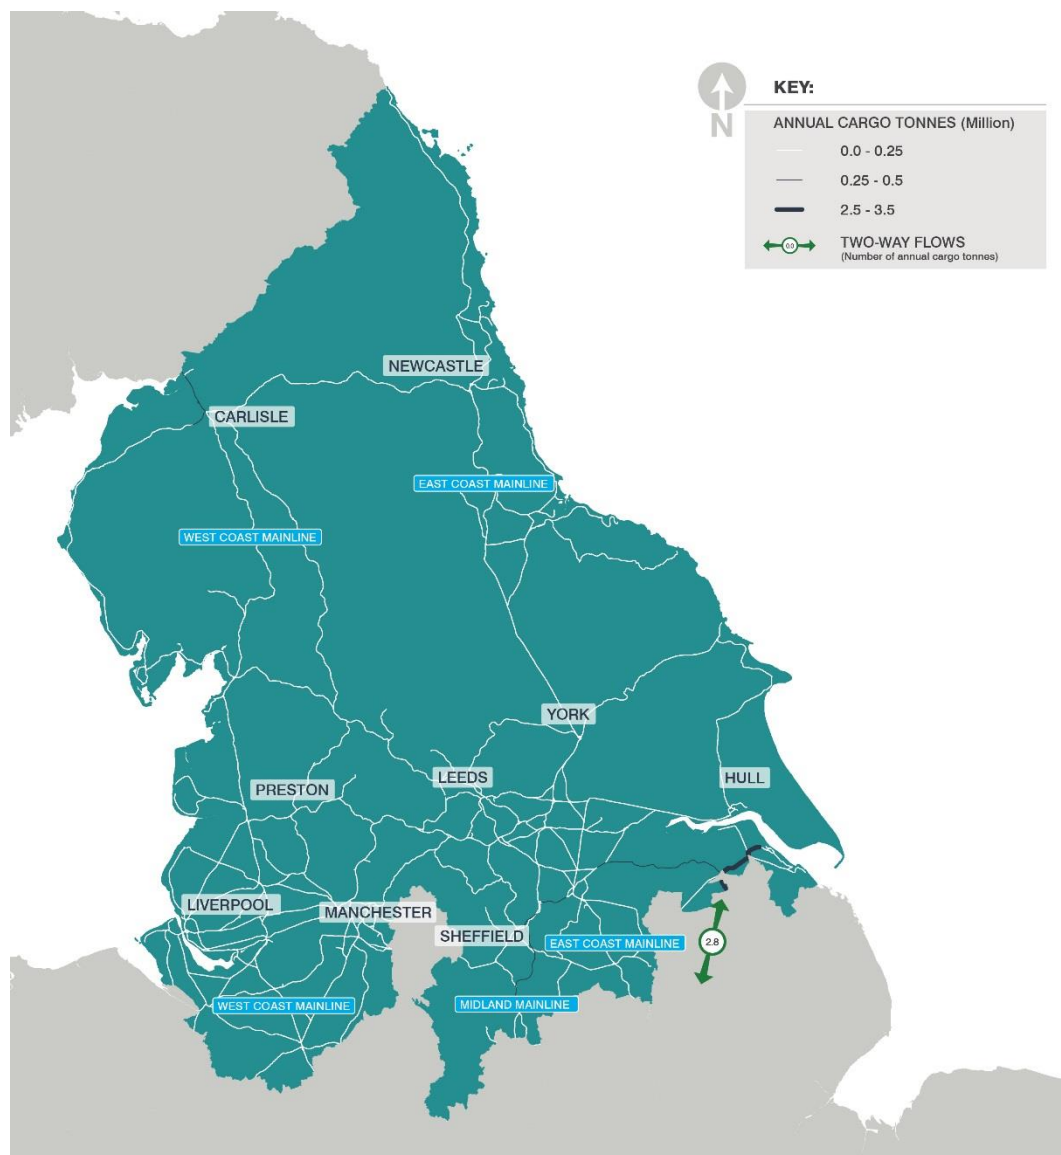 KEY:
N
ANNUAL CARGO TONNES (Million)
0.0 - 0.25
0.25 - 0.5
2.5 - 3.5
0.0
TWO-WAY FLOWS
(Number of annual cargo tonnes)
NEWCASTLE
CARLISLE
EAST COAST MAINLINE
WEST COAST MAINLINE
YORK
LEEDS
HULL
PRESTON
LIVERPOOL
MANCHESTER
SHEFFIELD
EAST COAST MAINLINE
2.8
WEST COAST MAINLINE
MIDLAND MAINLINE